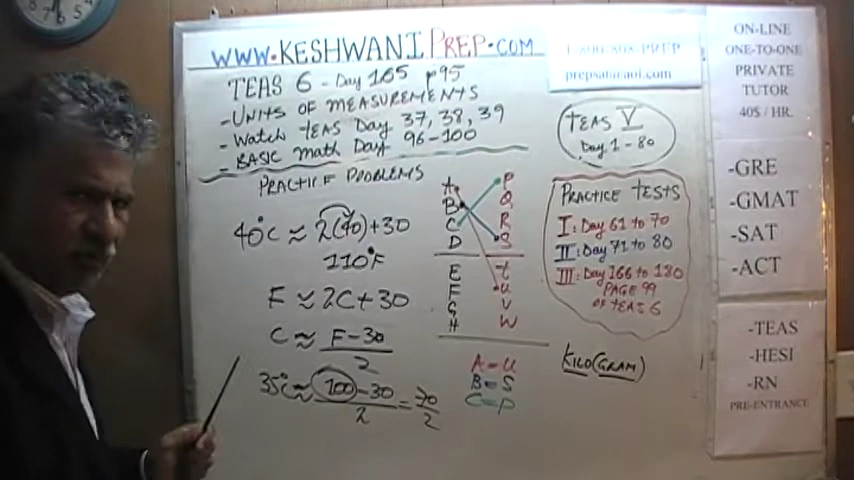 WWW.KESHWANIPREP.COM
TEAS 6 - Day 165 P95
- UNITS OF MEASUREMENTS
- Watch TEAS Day 37, 38, 39
- BASIC math Day 96-100
PRACTICE PROBLEMS
40°C ≈ 2(40)+30
110°F
F ≈ 2C+30
C ≈ F-30
2
35°C ≈ 100-30 = 70
2 2
A P
B Q
C R
D S
E t
F U
G V
H W
A=U
B=S
C=P
PREP
prepsat@aol.com
TEAS V
Day 1-80
PRACTICE TESTS
I: Day 61 to 70
II: Day 71 to 80
III: Day 166 to 180
PAGE 99
OF TEAS 6
KILO(GRAM)
ON-LINE
ONE-TO-ONE
PRIVATE
TUTOR
40$ / HR.
-GRE
-GMAT
-SAT
-ACT
-TEAS
-HESI
-RN
PRE-ENTRANCE